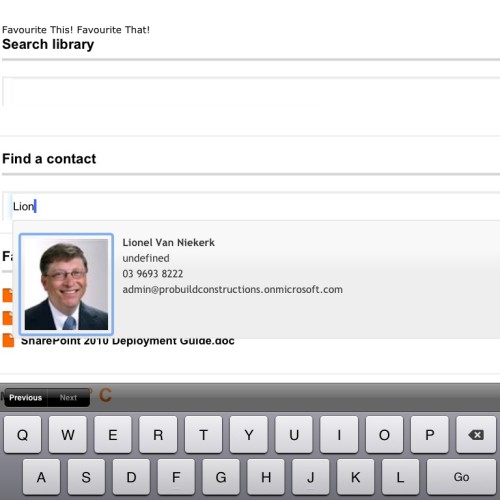 Favourite This! Favourite That!
Search library
Find a contact
Lion
Lionel Van Niekerk
undefined
03 9693 8222
admin@probuildconstructions.onmicrosoft.com
SharePoint 2010 Deployment Guide.doc
Previous Next
Q W E R T Y U I O P
A S D F G H J K L Go